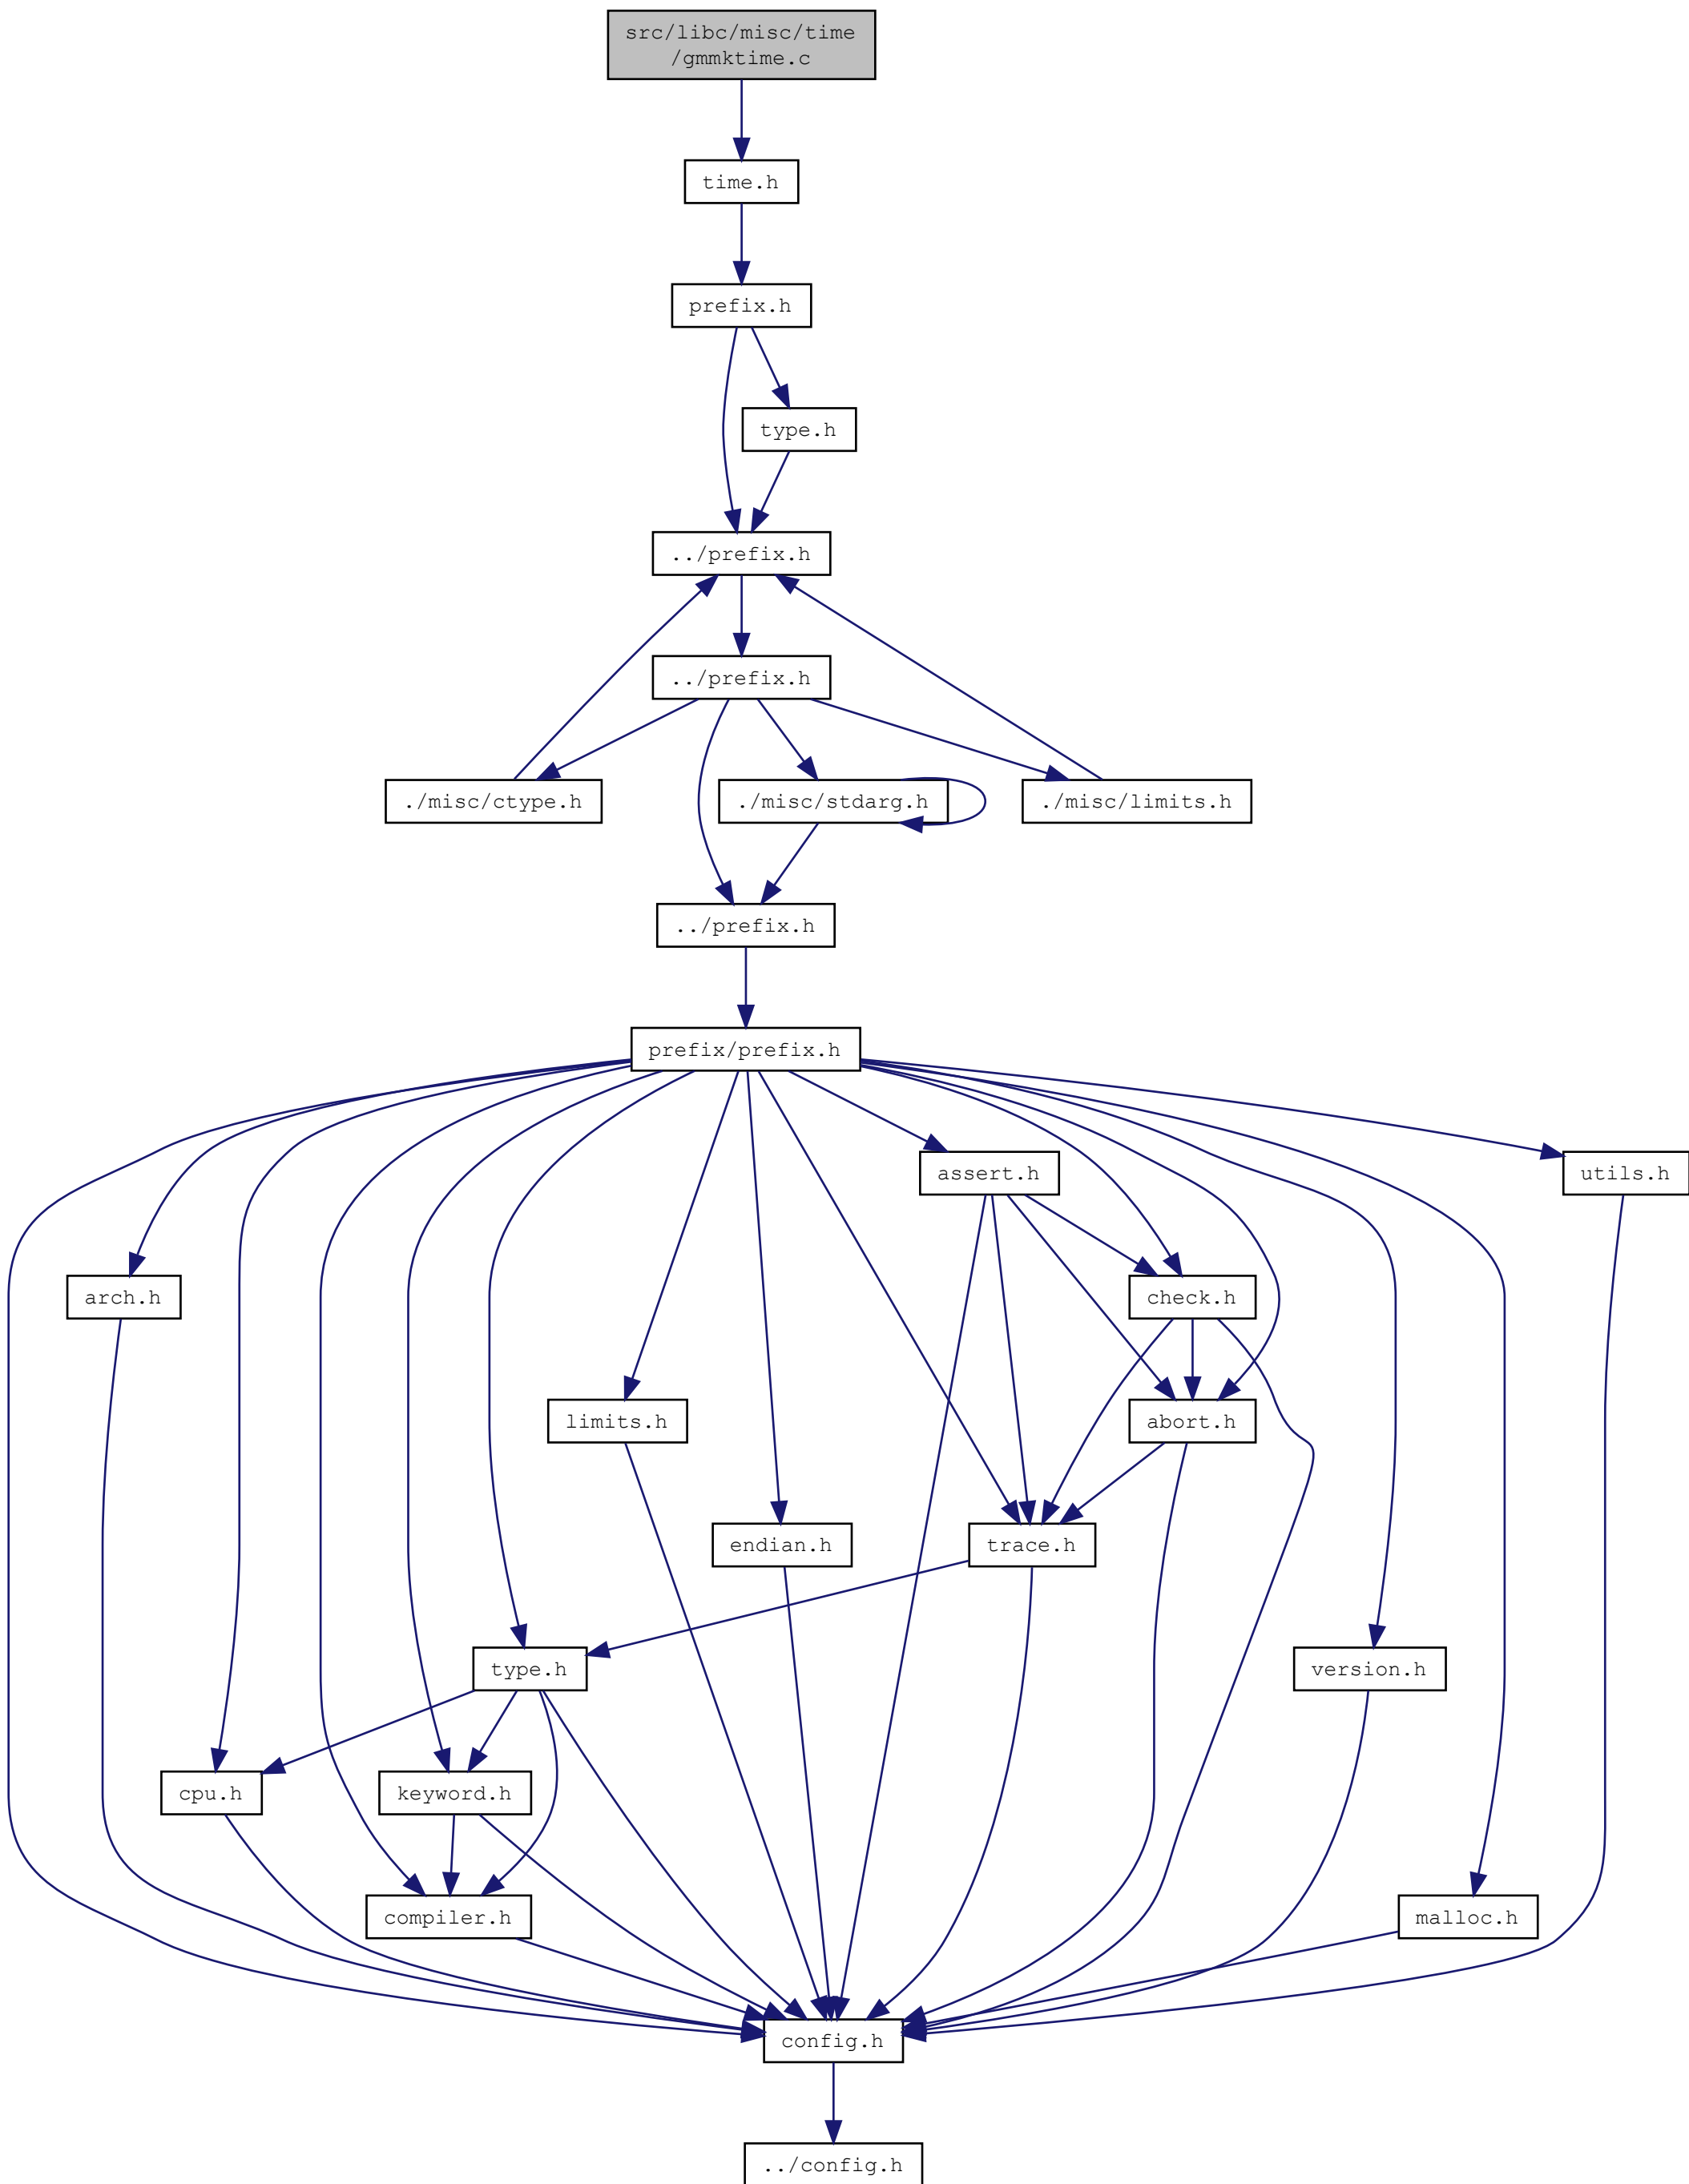 src/libc/misc/time
/gmmktime.c
time.h
prefix.h
type.h
../prefix.h
../prefix.h
./misc/ctype.h
./misc/stdarg.h
./misc/limits.h
../prefix.h
prefix/prefix.h
assert.h
utils.h
arch.h
check.h
limits.h
abort.h
endian.h
trace.h
type.h
version.h
cpu.h
keyword.h
compiler.h
malloc.h
config.h
../config.h